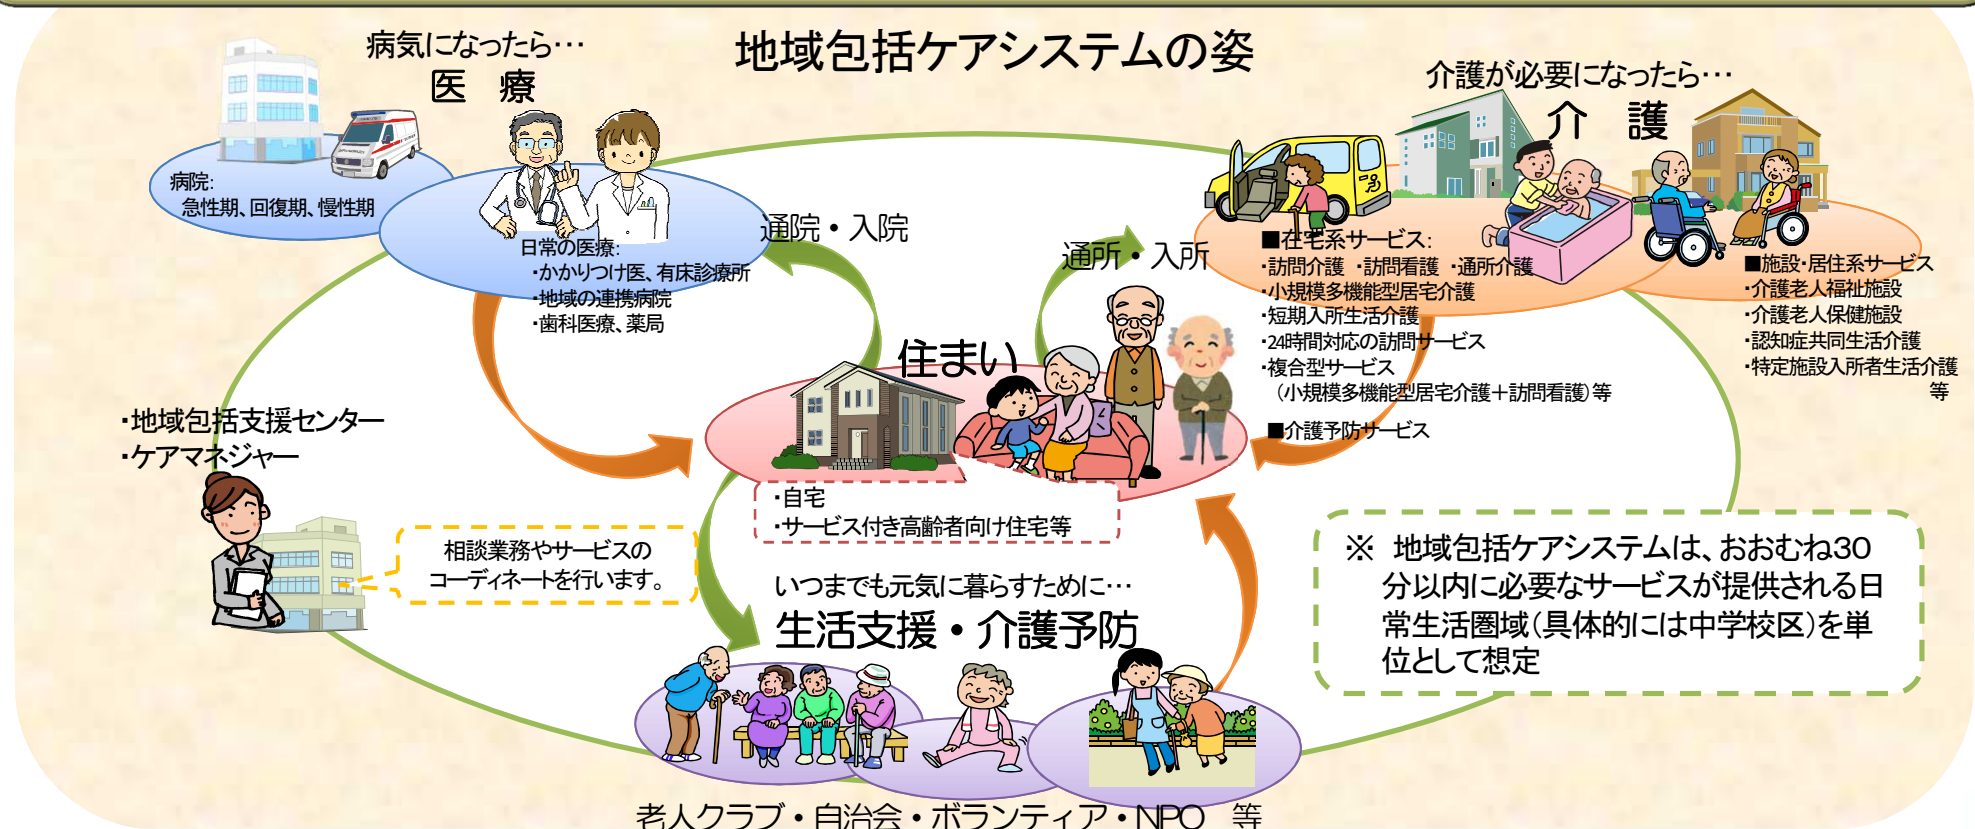 地域包括ケアシステムの姿
病気になったら…
医 療
病院:
急性期、回復期、慢性期
日常の医療:
・かかりつけ医、有床診療所
・地域の連携病院
・歯科医療、薬局
通院・入院
通所・入所
介護が必要になったら…
介 護
■在宅系サービス:
・訪問介護 ・訪問看護 ・通所介護
・小規模多機能型居宅介護
・短期入所生活介護
・24時間対応の訪問サービス
・複合型サービス
(小規模多機能型居宅介護+訪問看護)等
■介護予防サービス
■施設・居住系サービス
・介護老人福祉施設
・介護老人保健施設
・認知症共同生活介護
・特定施設入所者生活介護
等
住まい
・自宅
・サービス付き高齢者向け住宅等
・地域包括支援センター
・ケアマネジャー
相談業務やサービスの
コーディネートを行います。
いつまでも元気に暮らすために…
生活支援・介護予防
老人クラブ・自治会・ボランティア・NPO 等
※ 地域包括ケアシステムは、おおむね30
分以内に必要なサービスが提供される日
常生活圏域(具体的には中学校区)を単
位として想定